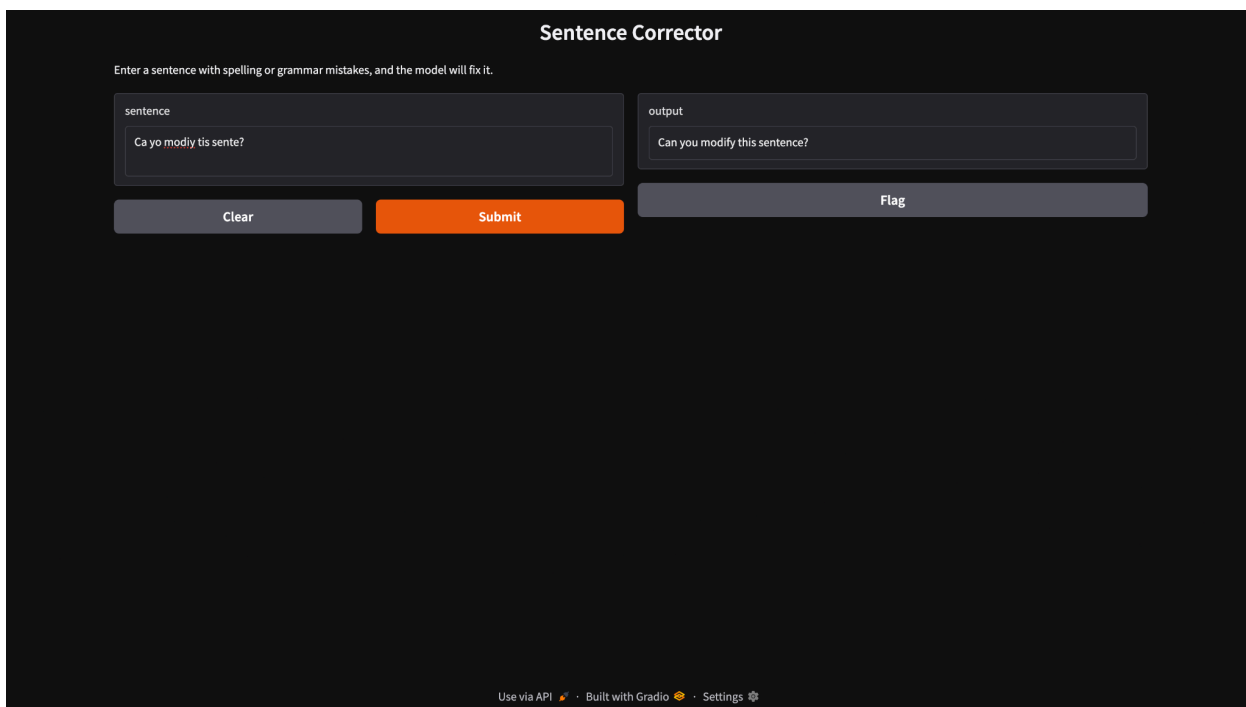 Sentence Corrector
Enter a sentence with spelling or grammar mistakes, and the model will fix it.
sentence
Ca yo modiy tis sente?
Clear
Submit
output
Can you modify this sentence?
Flag
Use via API · Built with Gradio · Settings